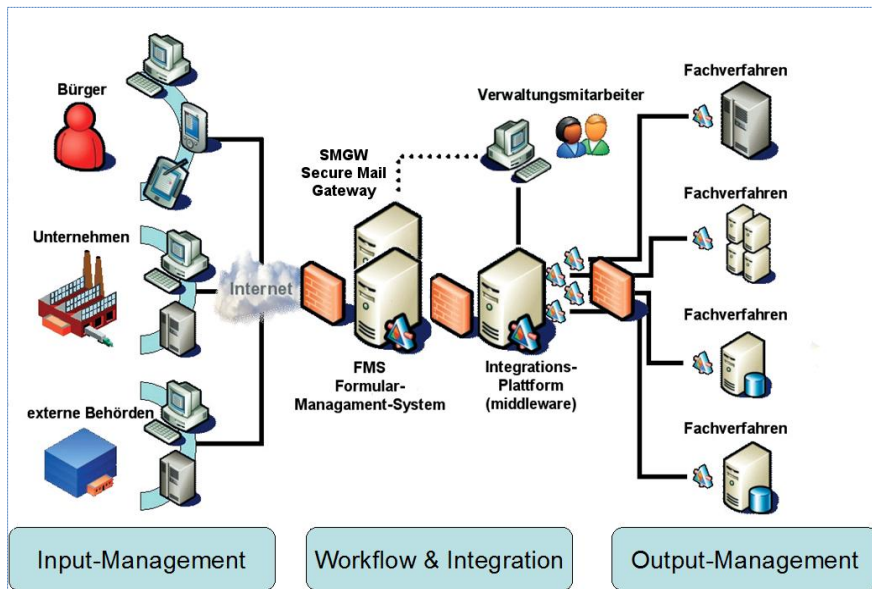 Bürger
Unternehmen
externe Behörden
Internet
SMGW
Secure Mail
Gateway
FMS
Formular-
Managament-System
Verwaltungsmitarbeiter
Integrations-
Plattform
(middleware)
Fachverfahren
Fachverfahren
Fachverfahren
Fachverfahren
Input-Management
Workflow & Integration
Output-Management